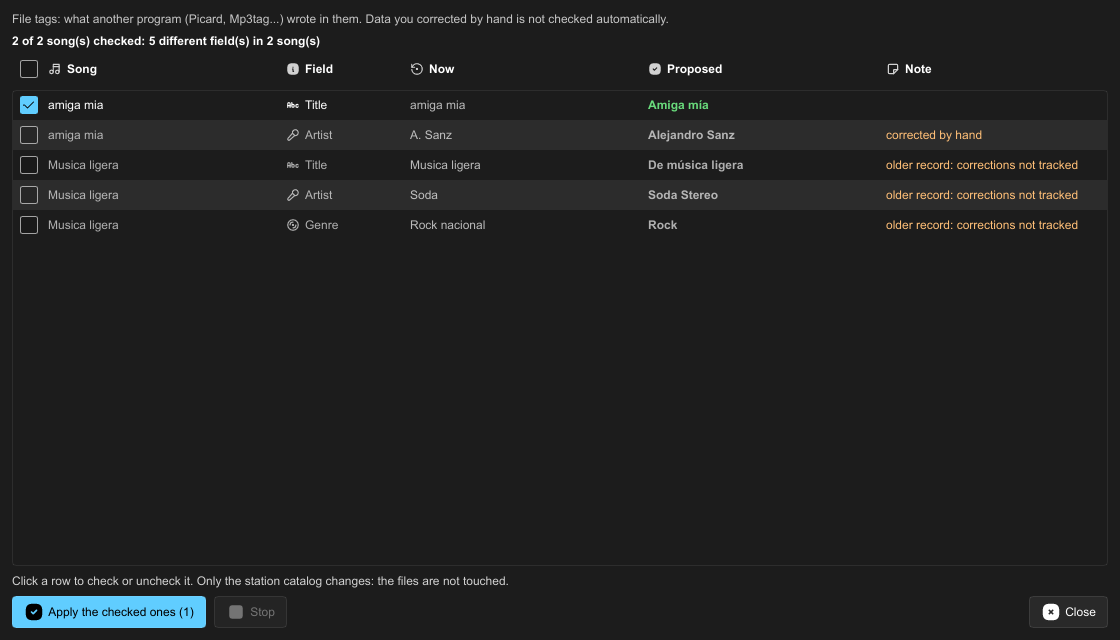 File tags: what another program (Picard, Mp3tag...) wrote in them. Data you corrected by hand is not checked automatically.
2 of 2 song(s) checked: 5 different field(s) in 2 song(s)
Song Field Now Proposed Note
amiga mia Abc Title amiga mia Amiga mía
amiga mia Artist A. Sanz Alejandro Sanz corrected by hand
Musica ligera Abc Title Musica ligera De música ligera older record: corrections not tracked
Musica ligera Artist Soda Soda Stereo older record: corrections not tracked
Musica ligera Genre Rock nacional Rock older record: corrections not tracked
Click a row to check or uncheck it. Only the station catalog changes: the files are not touched.
Apply the checked ones (1) Stop Close